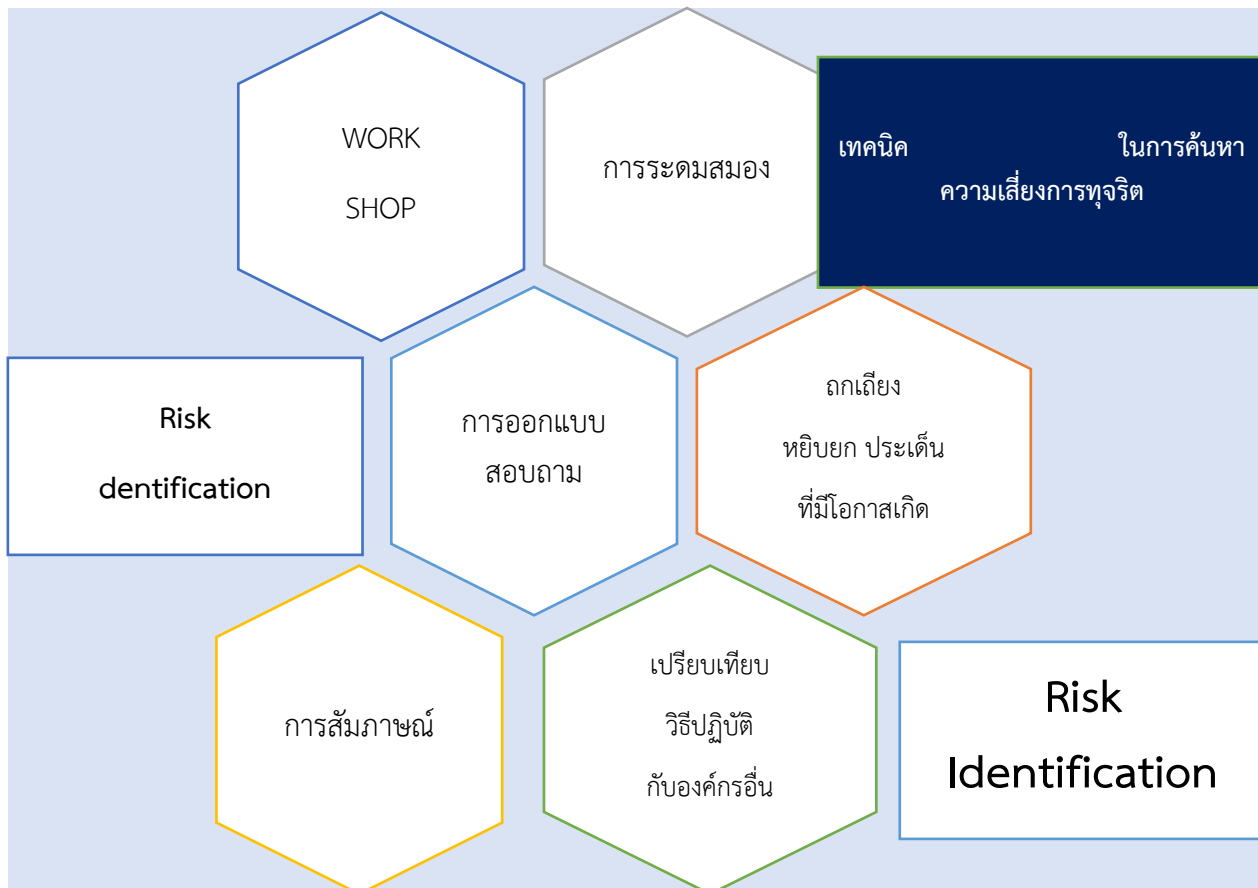 WORK
SHOP
การระดมสมอง
เทคนิค ในการค้นหา
ความเสี่ยงการทุจริต
Risk
dentification
การออกแบบ
สอบถาม
ถกเถียง
หยิบยก ประเด็น
ที่มีโอกาสเกิด
การสัมภาษณ์
เปรียบเทียบ
วิธีปฏิบัติ
กับองค์กรอื่น
Risk
Identification